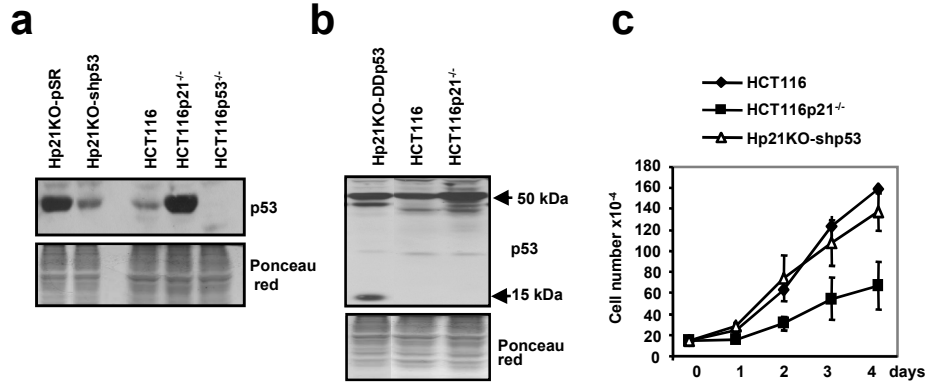 a
Hp21KO-pSR
Hp21KO-shp53
HCT116
HCT116p21-/-
HCT116p53-/-
p53
Ponceau
red
b
Hp21KO-DDp53
HCT116
HCT116p21-/-
50 kDa
p53
15 kDa
Ponceau
red
c
HCT116
HCT116p21-/-
Hp21KO-shp53
Cell number x10-4
180
160
140
120
100
80
60
40
20
0
0 1 2 3 4 days